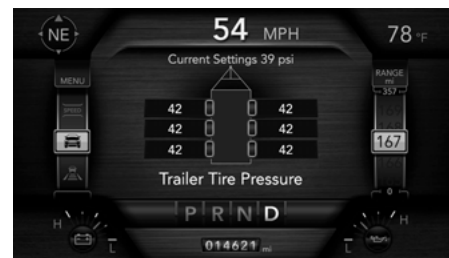 NE
54 MPH
78 °F
Current Settings 39 psi
MENU
RANGE
mi
357
SPEED
42 42
42 42
42 42
167
0
Trailer Tire Pressure
P R N D
H
L
H
L
014621 mi